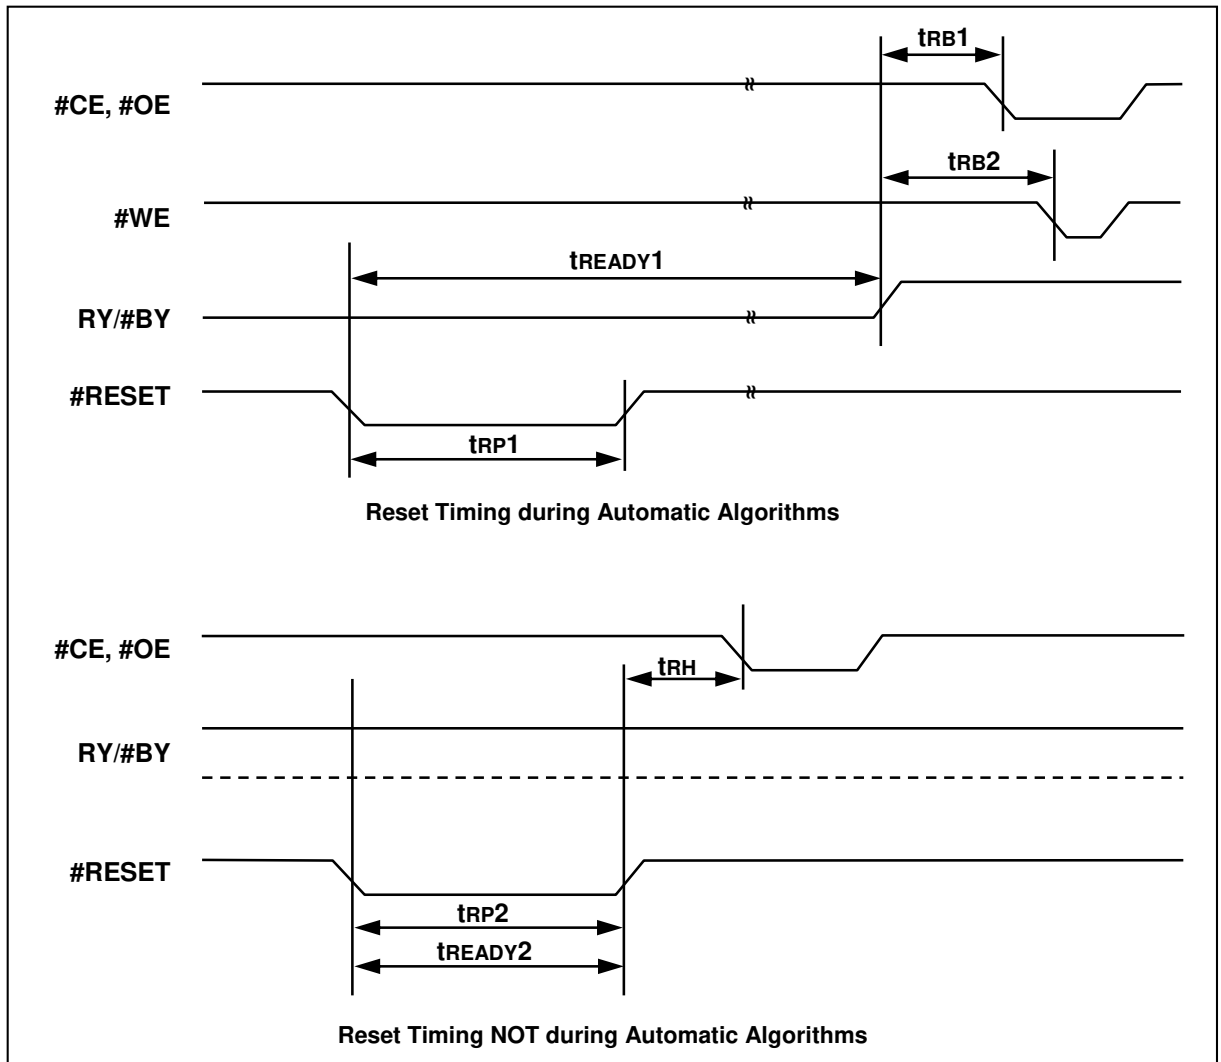 tRB1
#CE, #OE
tRB2
#WE
tREADY1
RY/#BY
#RESET
tRP1
Reset Timing during Automatic Algorithms
#CE, #OE
tRH
RY/#BY
#RESET
tRP2
tREADY2
Reset Timing NOT during Automatic Algorithms